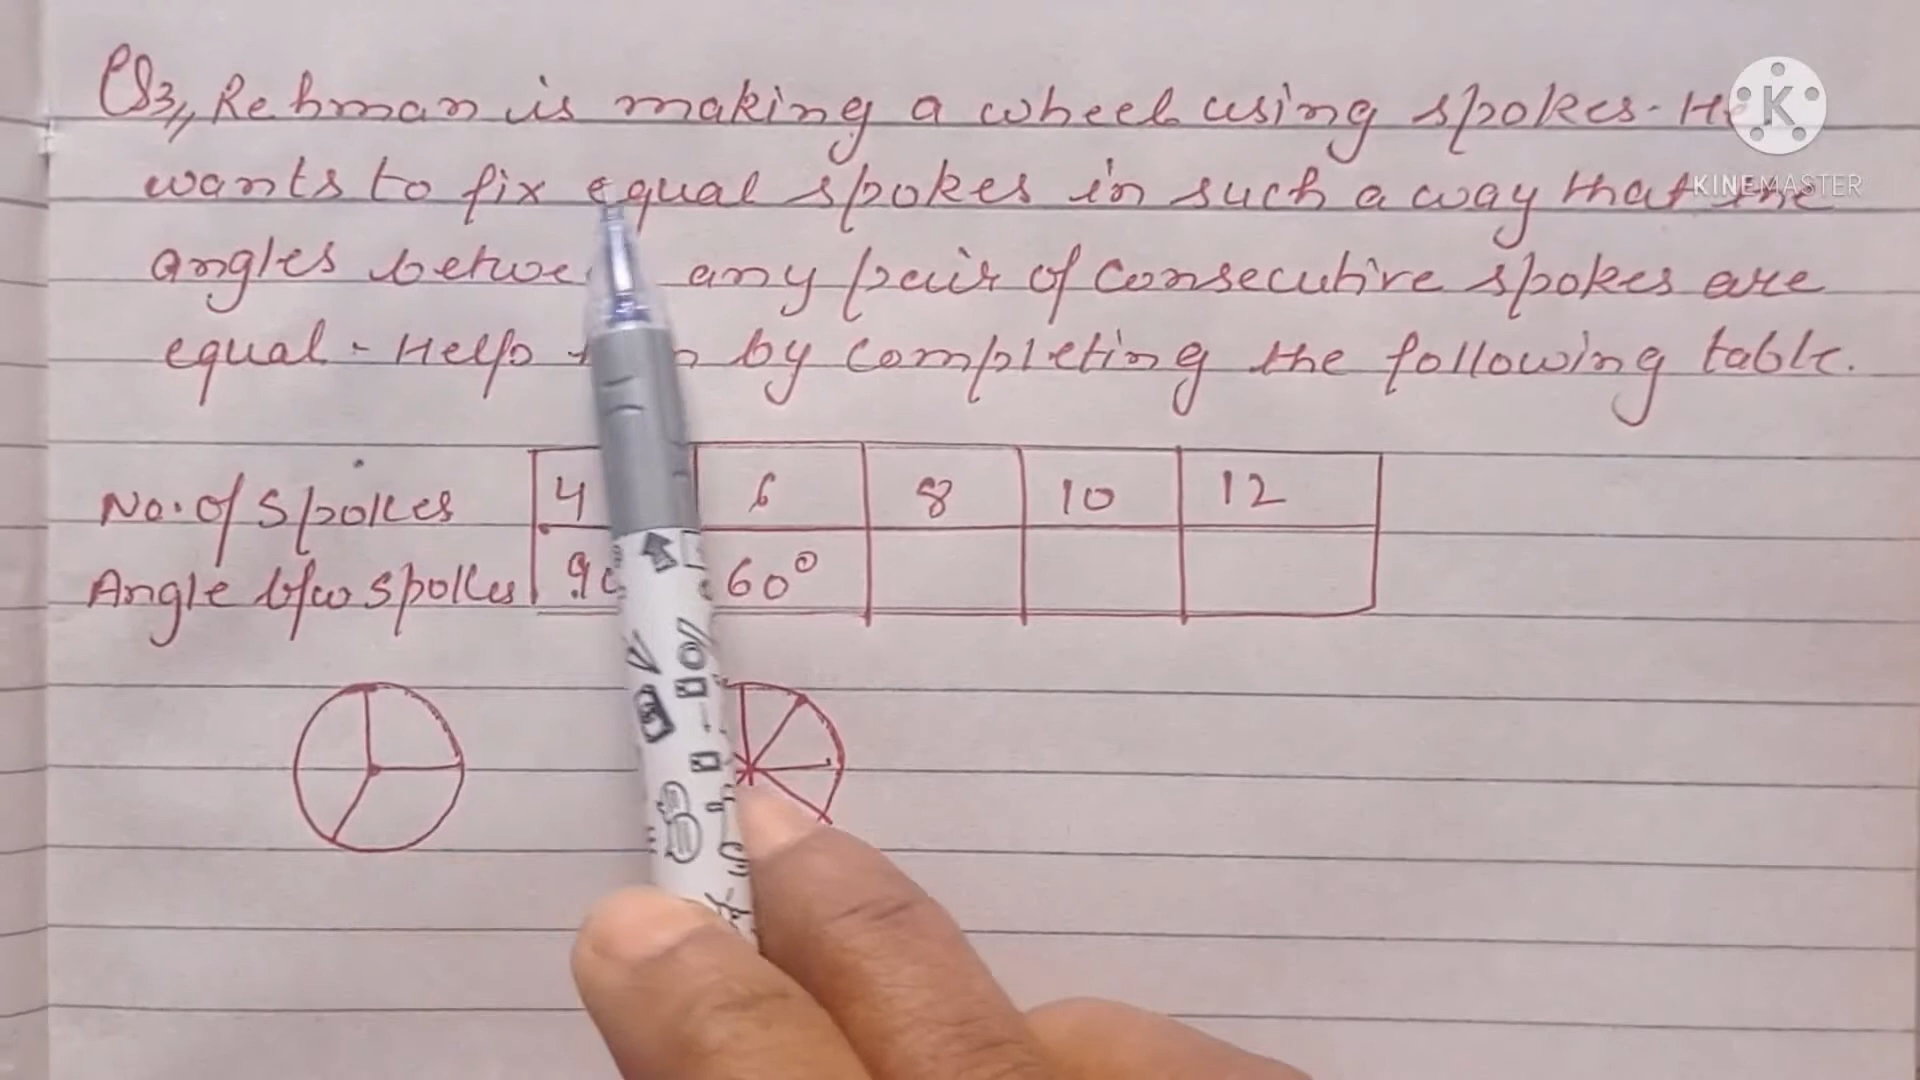 Q3,, Rehman is making a wheel using spokes. He
wants to fix equal spokes in such a way that the
angles betwe any pair of consecutive spokes are
equal. Help by completing the following table.
No. of Spokes 4 6 8 10 12
Angle b/w spokes 90 60°
K
KINEMASTER